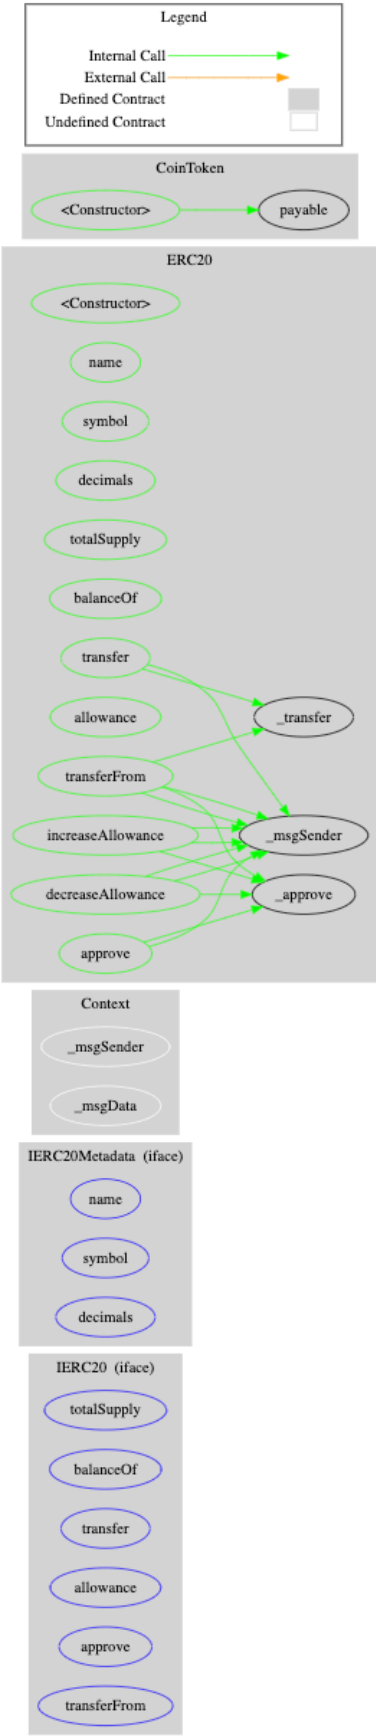 Legend
Internal Call
External Call
Defined Contract
Undefined Contract
CoinToken
<Constructor>
payable
ERC20
<Constructor>
name
symbol
decimals
totalSupply
balanceOf
transfer
_transfer
allowance
transferFrom
increaseAllowance
_msgSender
decreaseAllowance
_approve
approve
Context
_msgSender
_msgData
IERC20Metadata (iface)
name
symbol
decimals
IERC20 (iface)
totalSupply
balanceOf
transfer
allowance
approve
transferFrom